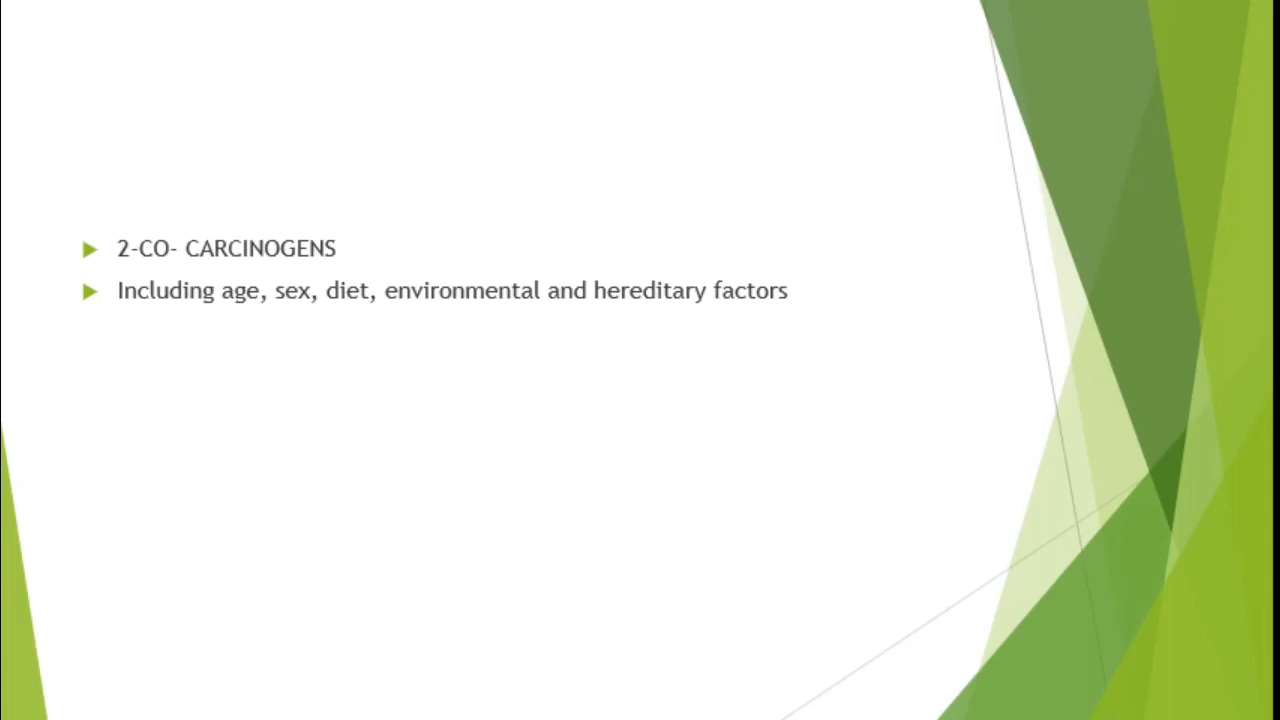 2-CO- CARCINOGENS
Including age, sex, diet, environmental and hereditary factors